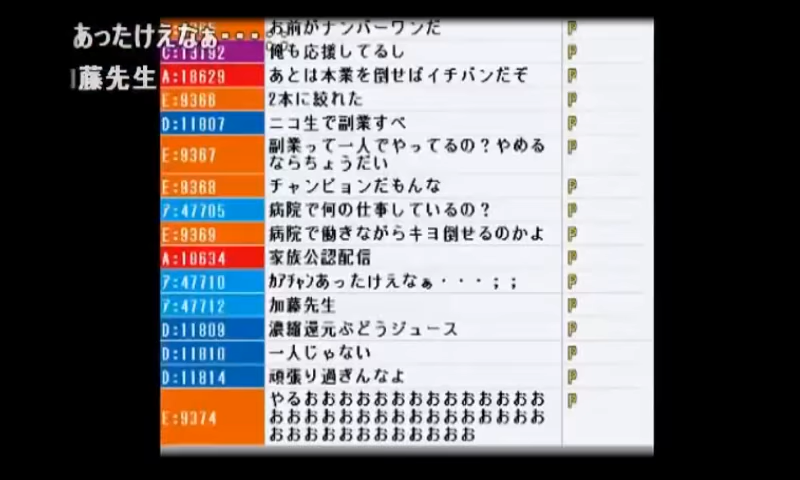 お前がナンバーワンだ P
あったけえなぁ・・・;;
C:13192 俺も応援してるし P
藤先生
A:18629 あとは本業を倒せばイチバンだぞ P
E:9366 2本に絞れた P
D:11807 ニコ生で副業すべ P
E:9367 副業って一人でやってるの?やめる P
ならちょうだい
E:9368 チャンピョンだもんな P
ア:47705 病院で何の仕事しているの? P
E:9369 病院で働きながらキヨ倒せるのかよ P
A:18634 家族公認配信 P
ア:47710 カアチャンあったけえなぁ・・・;; P
ア:47712 加藤先生 P
D:11809 濃縮還元ぶどうジュース P
D:11810 一人じゃない P
D:11814 頑張り過ぎんなよ P
E:9374 やるおおおおおおおおおおおおおお P
おおおおおおおおおおおおおおおお
おおおおおおおおおおおお